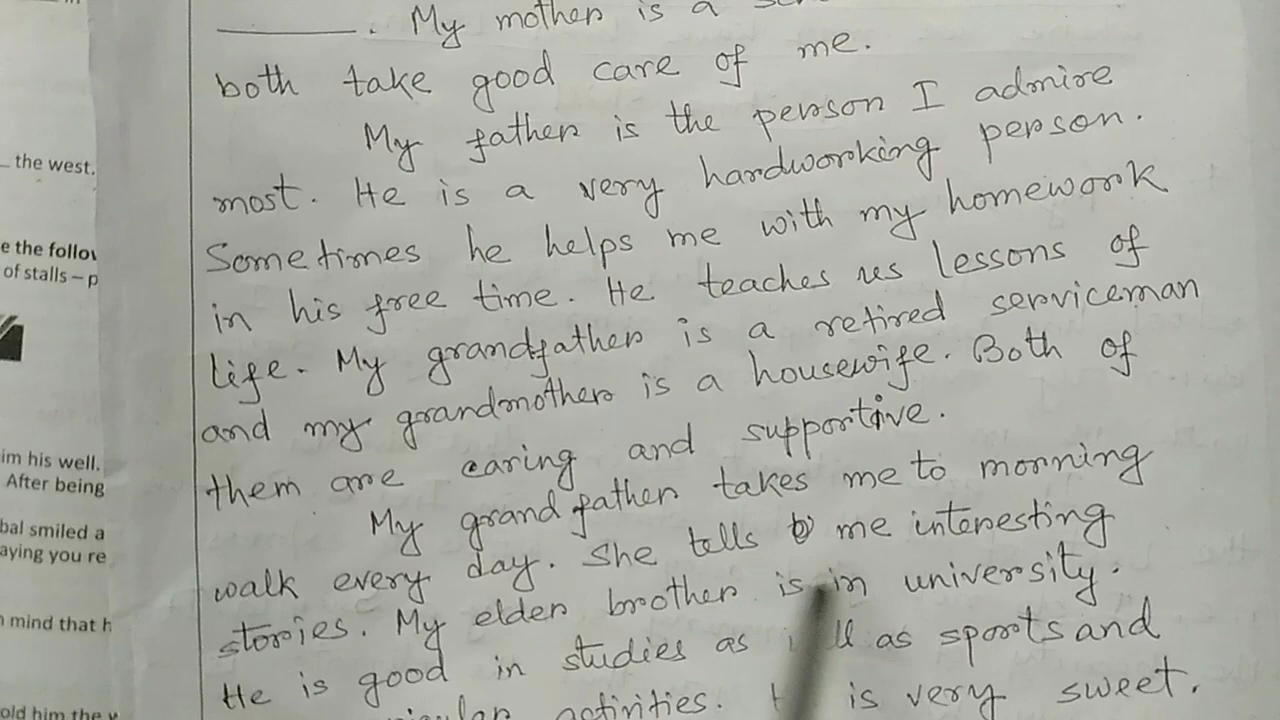 the west.
e the follov
of stalls – p
im his well.
After being
bal smiled a
aying you re
mind that h
old him the
My mother is a
both take good care of me.
My father is the person I admire
most. He is a very hardworking person.
Sometimes he helps me with my homework
in his free time. He teaches us lessons of
life. My grandfather is a retired serviceman
and my grandmother is a housewife. Both of
them are caring and supportive.
My grandfather takes me to morning
walk every day. She tells me interesting
stories. My elder brother is in university.
He is good in studies as as sports and
activities. is very sweet.